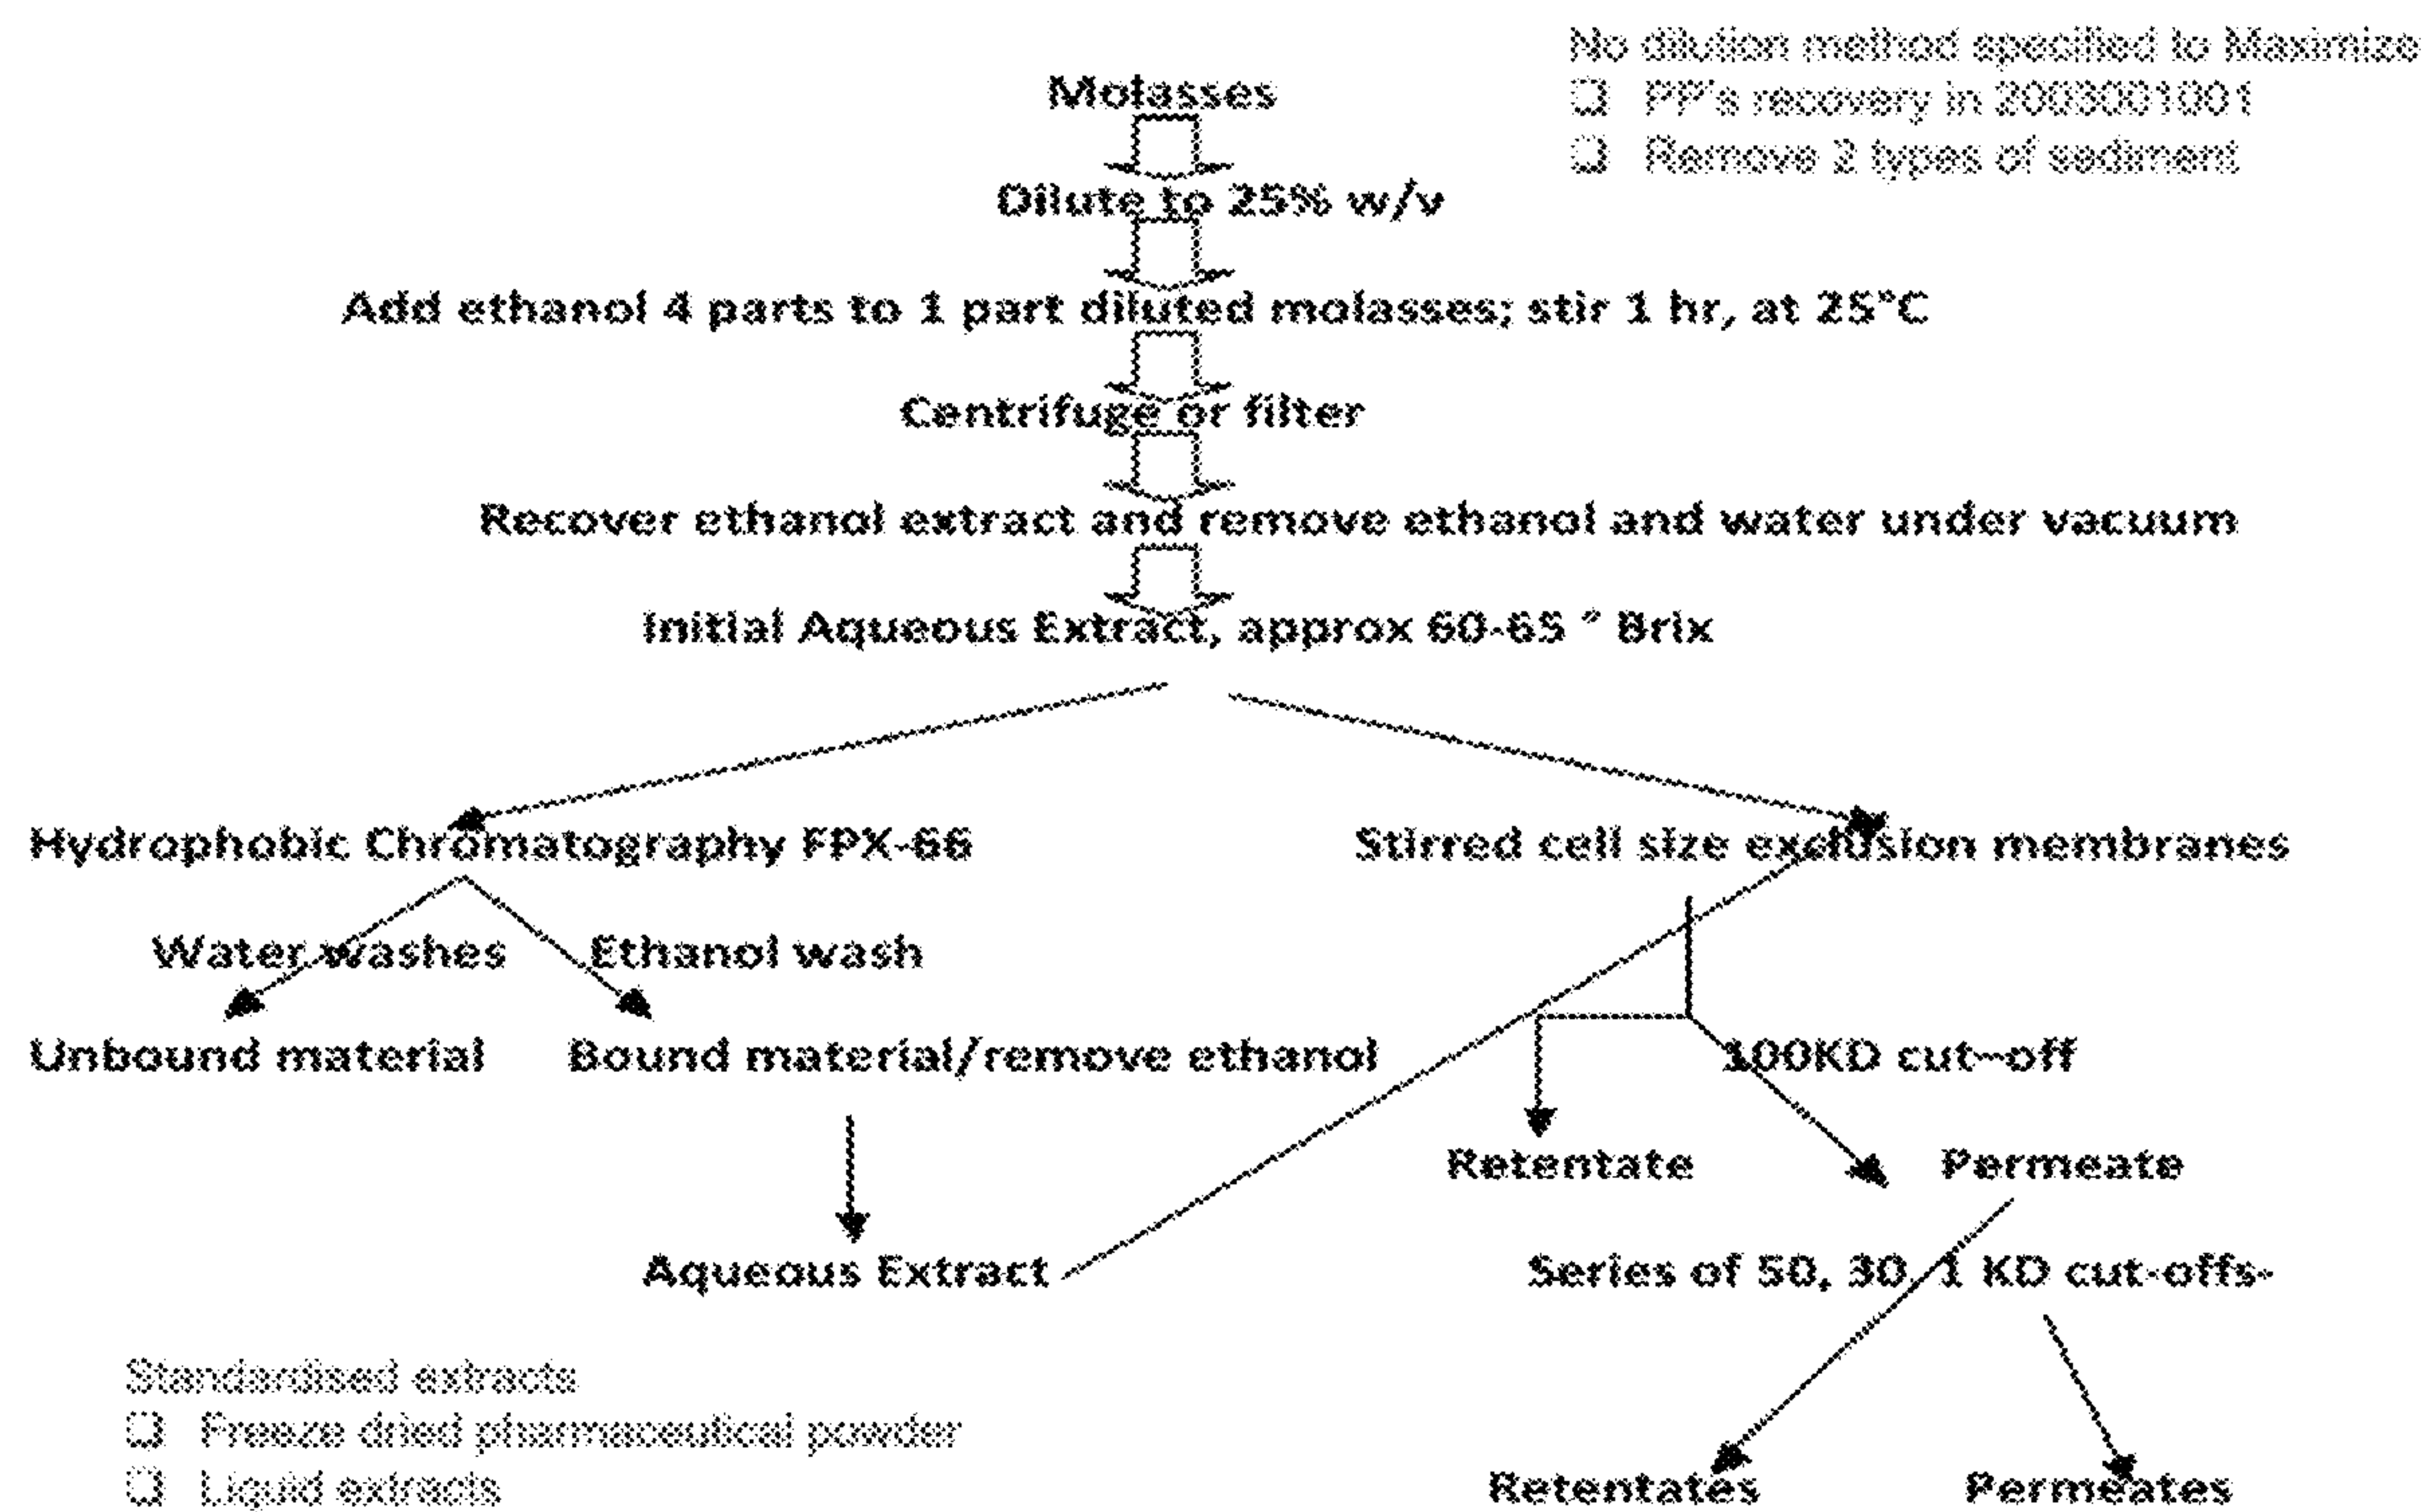 No dilution method specified to Maximize
❑ PP's recovery in 2003001001
❑ Remove 2 types of sediment
Molasses
Dilute to 25% w/v
Add ethanol 4 parts to 1 part diluted molasses; stir 1 hr, at 25°C
Centrifuge or filter
Recover ethanol extract and remove ethanol and water under vacuum
Initial Aqueous Extract, approx 60-65 ° Brix
Hydrophobic Chromatography FPX-66
Stirred cell size exclusion membranes
Water washes
Ethanol wash
Unbound material
Bound material/remove ethanol
100KD cut-off
Retentate
Permeate
Aqueous Extract
Series of 50, 30, 1 KD cut-offs-
Standardised extracts
❑ Freeze dried pharmaceutical powder
❑ Liquid extracts
Retentates
Permeates